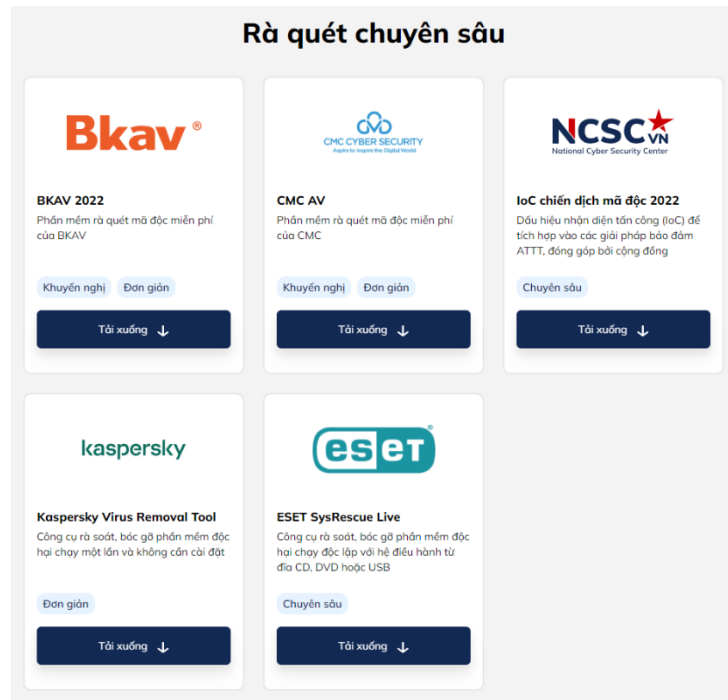 Rà quét chuyên sâu
Bkav ®
BKAV 2022
Phần mềm rà quét mã độc miễn phí
của BKAV
Khuyến nghị
Đơn giản
Tải xuống ↓
CMC CYBER SECURITY
Aspire to Inspire the Digital World
CMC AV
Phần mềm rà quét mã độc miễn phí
của CMC
Khuyến nghị
Đơn giản
Tải xuống ↓
NCSC VN
National Cyber Security Center
IoC chiến dịch mã độc 2022
Dấu hiệu nhận diện tấn công (IoC) để
tích hợp vào các giải pháp bảo đảm
ATTT, đóng góp bởi cộng đồng
Chuyên sâu
Tải xuống ↓
kaspersky
Kaspersky Virus Removal Tool
Công cụ rà soát, bóc gỡ phần mềm độc
hại chạy một lần và không cần cài đặt
Đơn giản
Tải xuống ↓
eset ®
ESET SysRescue Live
Công cụ rà soát, bóc gỡ phần mềm độc
hại chạy độc lập với hệ điều hành từ
đĩa CD, DVD hoặc USB
Chuyên sâu
Tải xuống ↓